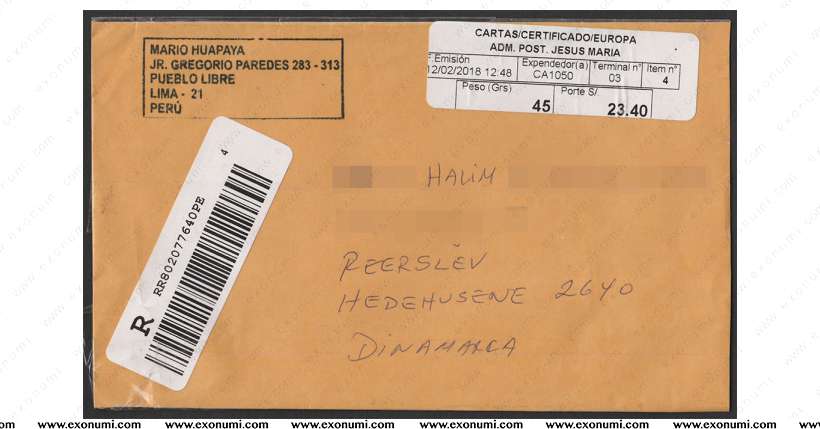 MARIO HUAPAYA
JR. GREGORIO PAREDES 283 - 313
PUEBLO LIBRE
LIMA - 21
PERÚ
CARTAS/CERTIFICADO/EUROPA
ADM. POST. JESUS MARIA
F.Emisión Expendedor(a) Terminal n° Item n°
12/02/2018 12:48 CA1050 03 4
Peso (Grs) Porte S/.
45 23.40
4
RR802077640PE
R
HALIM
REERSLEV
HEDEHUSENE 2640
DINAMARCA
www.exonumi.com www.exonumi.com www.exonumi.com www.exonumi.com www.exonumi.com www.exonumi.com